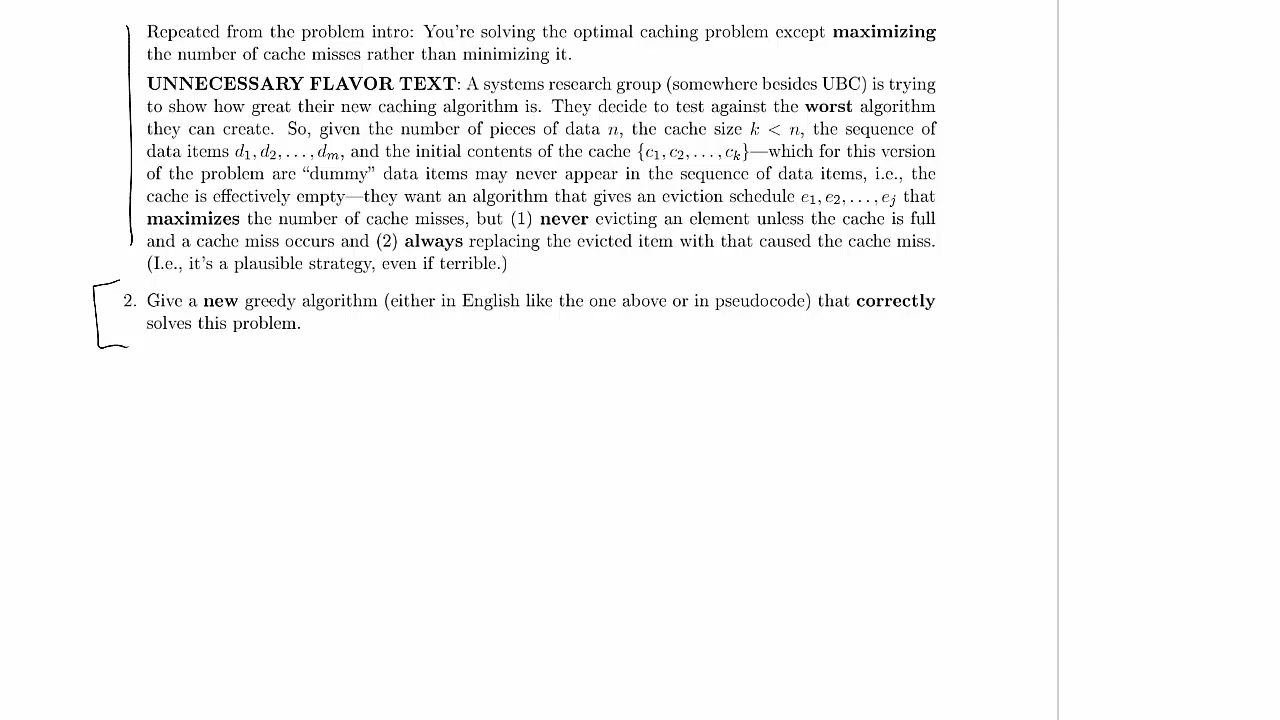 Repeated from the problem intro: You're solving the optimal caching problem except maximizing
the number of cache misses rather than minimizing it.
UNNECESSARY FLAVOR TEXT: A systems research group (somewhere besides UBC) is trying
to show how great their new caching algorithm is. They decide to test against the worst algorithm
they can create. So, given the number of pieces of data n, the cache size k < n, the sequence of
data items d₁, d₂, . . . , dₘ, and the initial contents of the cache {c₁, c₂, . . . , cₖ}—which for this version
of the problem are "dummy" data items may never appear in the sequence of data items, i.e., the
cache is effectively empty—they want an algorithm that gives an eviction schedule e₁, e₂, . . . , eⱼ that
maximizes the number of cache misses, but (1) never evicting an element unless the cache is full
and a cache miss occurs and (2) always replacing the evicted item with that caused the cache miss.
(I.e., it's a plausible strategy, even if terrible.)
2. Give a new greedy algorithm (either in English like the one above or in pseudocode) that correctly
solves this problem.